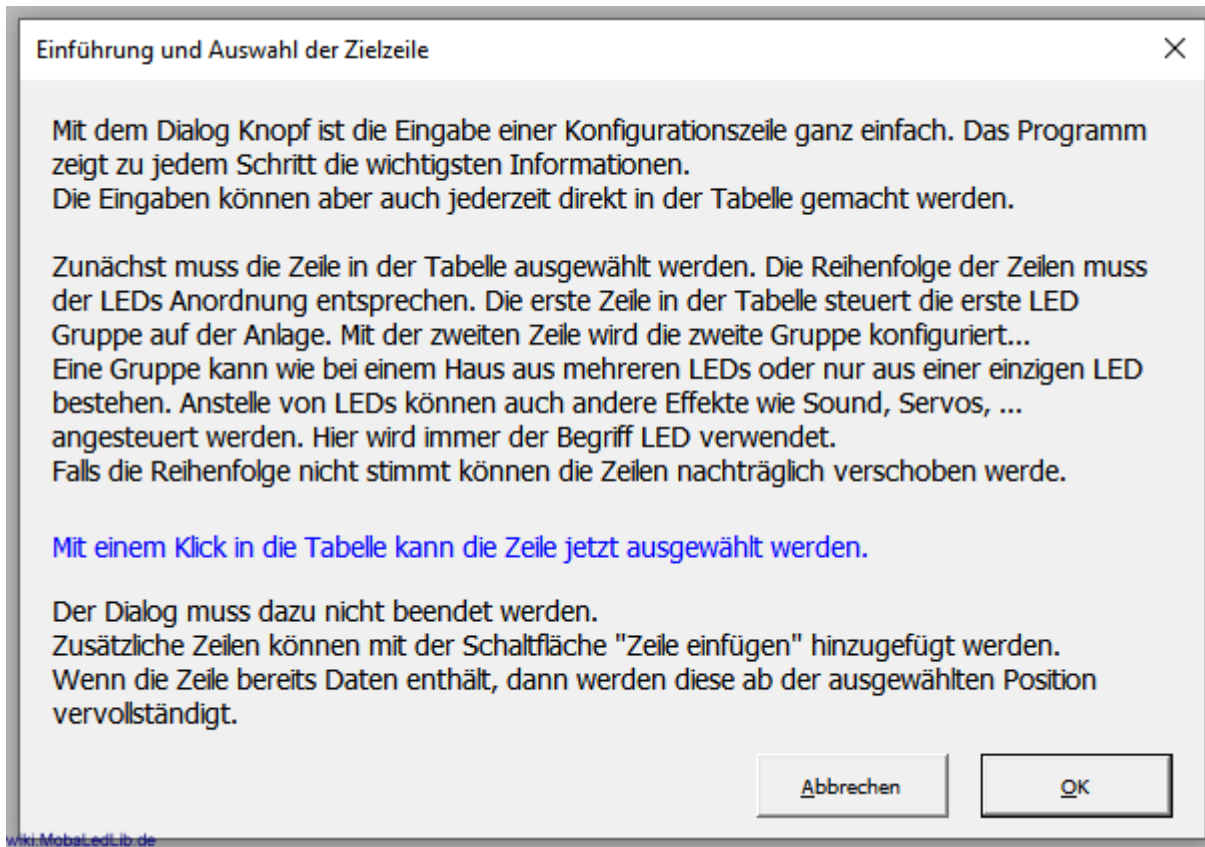 Einführung und Auswahl der Zielzeile
Mit dem Dialog Knopf ist die Eingabe einer Konfigurationszeile ganz einfach. Das Programm
zeigt zu jedem Schritt die wichtigsten Informationen.
Die Eingaben können aber auch jederzeit direkt in der Tabelle gemacht werden.
Zunächst muss die Zeile in der Tabelle ausgewählt werden. Die Reihenfolge der Zeilen muss
der LEDs Anordnung entsprechen. Die erste Zeile in der Tabelle steuert die erste LED
Gruppe auf der Anlage. Mit der zweiten Zeile wird die zweite Gruppe konfiguriert...
Eine Gruppe kann wie bei einem Haus aus mehreren LEDs oder nur aus einer einzigen LED
bestehen. Anstelle von LEDs können auch andere Effekte wie Sound, Servos, ...
angesteuert werden. Hier wird immer der Begriff LED verwendet.
Falls die Reihenfolge nicht stimmt können die Zeilen nachträglich verschoben werde.
Mit einem Klick in die Tabelle kann die Zeile jetzt ausgewählt werden.
Der Dialog muss dazu nicht beendet werden.
Zusätzliche Zeilen können mit der Schaltfläche "Zeile einfügen" hinzugefügt werden.
Wenn die Zeile bereits Daten enthält, dann werden diese ab der ausgewählten Position
vervollständigt.
Abbrechen
OK
wiki.MobaLedLib.de